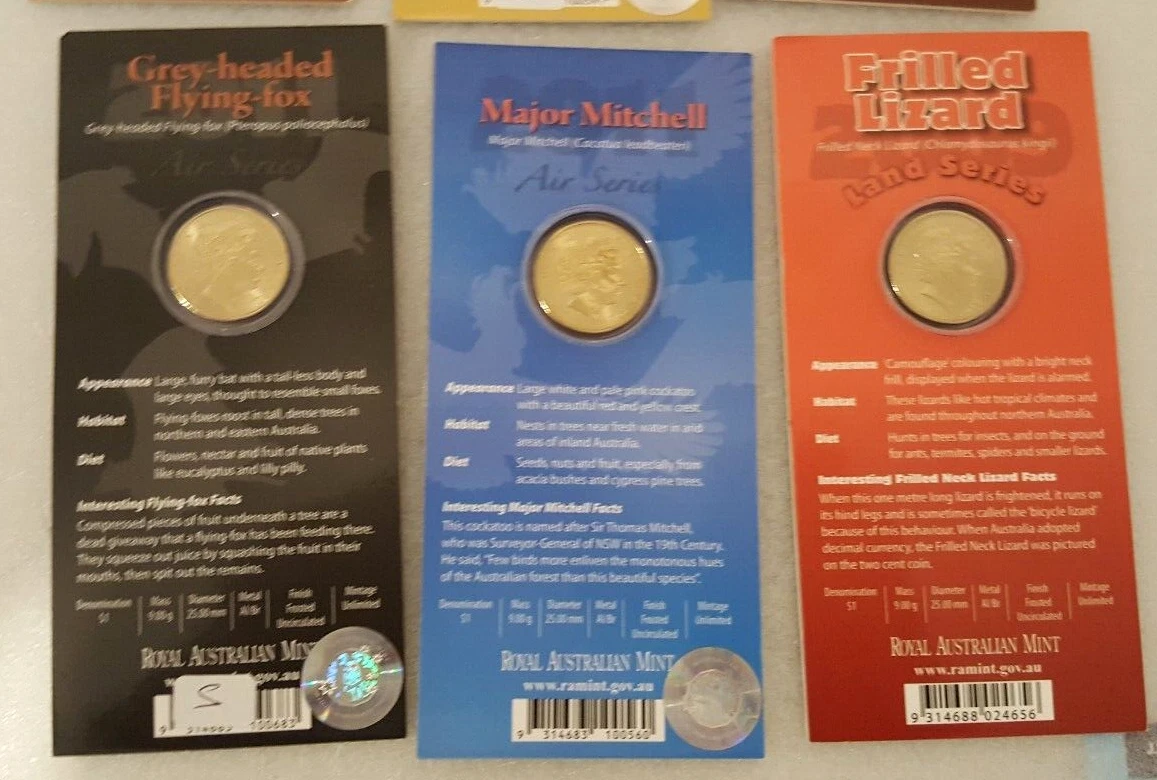 Grey-headed
Flying-fox
Grey-headed Flying-fox (Pteropus poliocephalus)
Air Series
Appearance Large, furry bat with a tail-less body and
large eyes, thought to resemble small foxes.
Habitat Flying-foxes roost in tall, dense trees in
northern and eastern Australia.
Diet Flowers, nectar and fruit of native plants
like eucalyptus and lilly pilly.
Interesting Flying-fox Facts
Compressed pieces of fruit underneath a tree are a
dead giveaway that a flying-fox has been feeding there.
They squeeze out juice by squashing the fruit in their
mouths, then spit out the remains.
Denomination Mass Diameter Metal Finish Mintage
$1 9.00 g 25.00 mm Al Br Frosted Unlimited
Uncirculated
ROYAL AUSTRALIAN MINT
.gov.au
5
9 100683
Major Mitchell
Major Mitchell (Cacatua leadbeateri)
Air Series
Appearance Large white and pale pink cockatoo
with a beautiful red and yellow crest.
Habitat Nests in trees near fresh water in arid
areas of inland Australia.
Diet Seeds, nuts and fruit, especially from
acacia bushes and cypress pine trees.
Interesting Major Mitchell Facts
This cockatoo is named after Sir Thomas Mitchell,
who was Surveyor-General of NSW in the 19th Century.
He said, "Few birds more enliven the monotonous hues
of the Australian forest than this beautiful species".
Denomination Mass Diameter Metal Finish Mintage
$1 9.00 g 25.00 mm Al Br Frosted Unlimited
Uncirculated
ROYAL AUSTRALIAN MINT
www.ramint.gov.au
9 314683 100560
Frilled
Lizard
Frilled Neck Lizard (Chlamydosaurus kingii)
Land Series
Appearance 'Camouflage' colouring with a bright neck
frill, displayed when the lizard is alarmed.
Habitat These lizards like hot tropical climates and
are found throughout northern Australia.
Diet Hunts in trees for insects, and on the ground
for ants, termites, spiders and smaller lizards.
Interesting Frilled Neck Lizard Facts
When this one metre long lizard is frightened, it runs on
its hind legs and is sometimes called the 'bicycle lizard'
because of this behaviour. When Australia adopted
decimal currency, the Frilled Neck Lizard was pictured
on the two cent coin.
Denomination Mass Diameter Metal Finish Mintage
$1 9.00 g 25.00 mm Al Br Frosted Unlimited
Uncirculated
ROYAL AUSTRALIAN MINT
www.ramint.gov.au
9 314688 024656